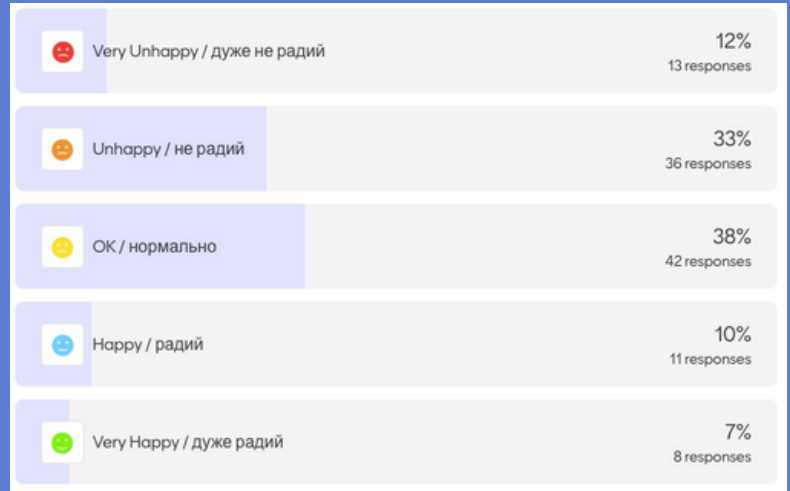 Very Unhappy / дуже не радий
12%
13 responses
Unhappy / не радий
33%
36 responses
OK / нормально
38%
42 responses
Happy / радий
10%
11 responses
Very Happy / дуже радий
7%
8 responses